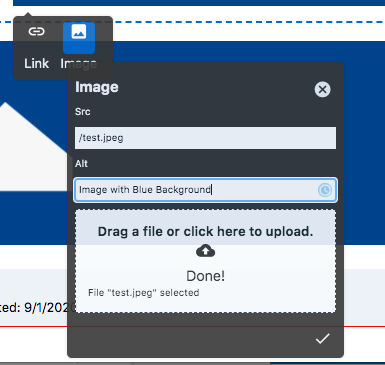 Link
Image
Image
Src
/test.jpeg
Alt
Image with Blue Background
Drag a file or click here to upload.
Done!
File "test.jpeg" selected
9/1/202